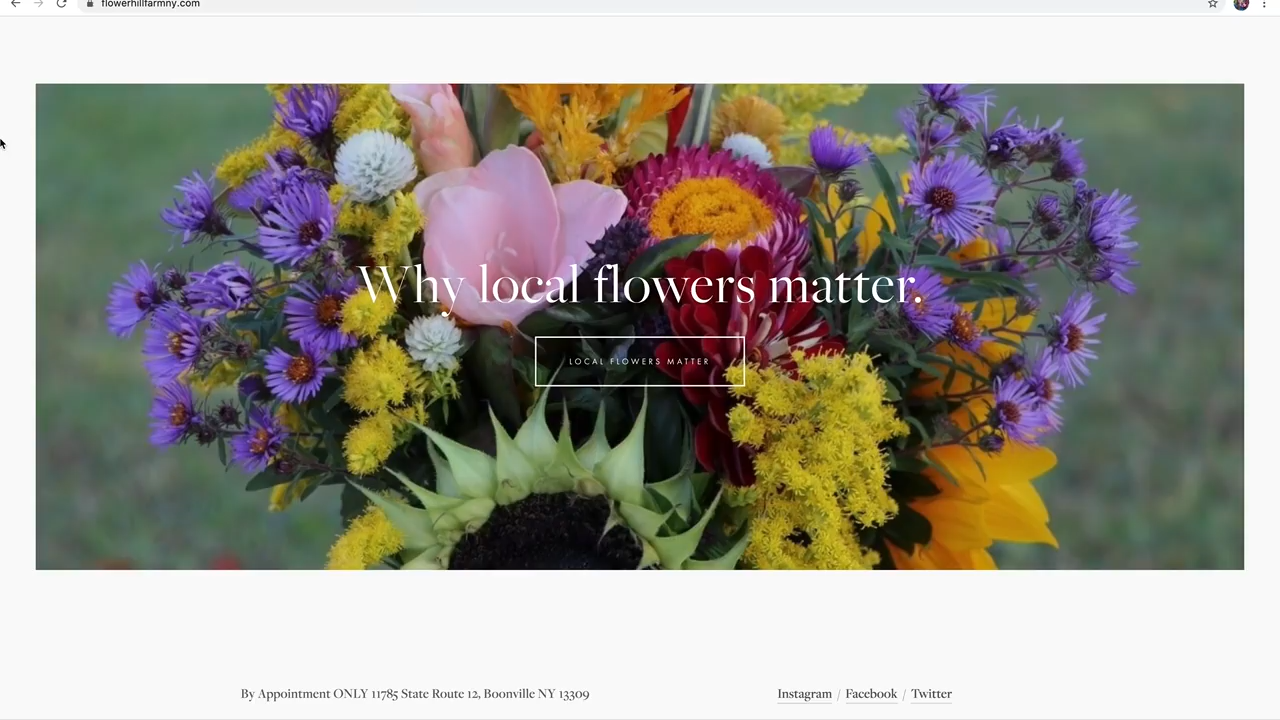 flowerhillfarmny.com
Why local flowers matter.
LOCAL FLOWERS MATTER
By Appointment ONLY 11785 State Route 12, Boonville NY 13309
Instagram / Facebook / Twitter